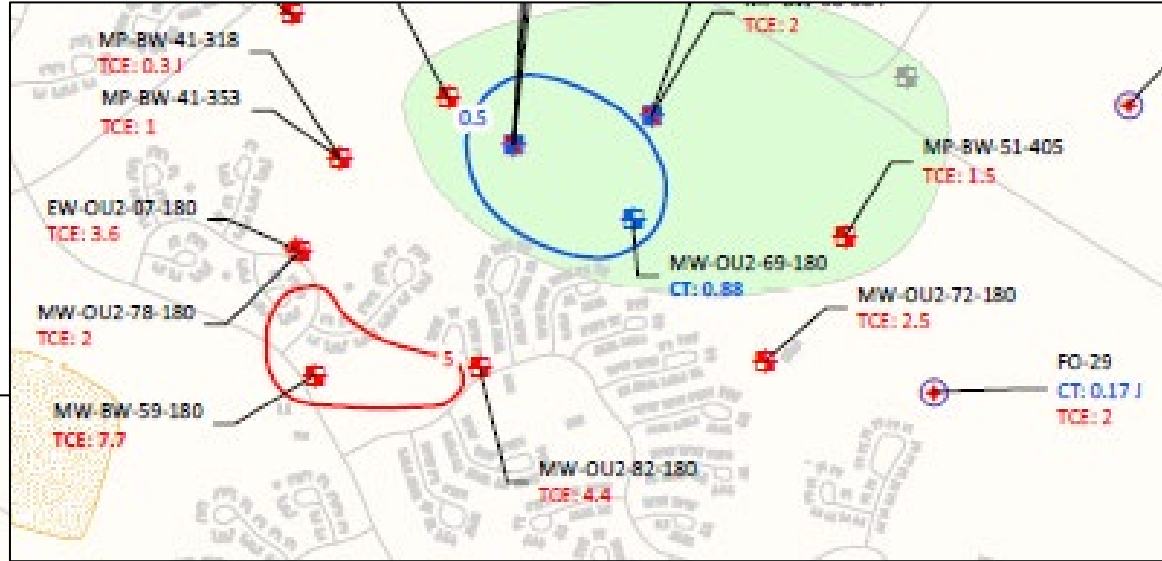 TCE: 2
MP-BW-41-318
TCE: 0.3 J
MP-BW-41-353
TCE: 1
0.5
MP-BW-51-405
TCE: 1.5
EW-OU2-07-180
TCE: 3.6
MW-OU2-69-180
CT: 0.88
MW-OU2-78-180
TCE: 2
MW-OU2-72-180
TCE: 2.5
5
FO-29
CT: 0.17 J
TCE: 2
MW-BW-59-180
TCE: 7.7
MW-OU2-82-180
TCE: 4.4